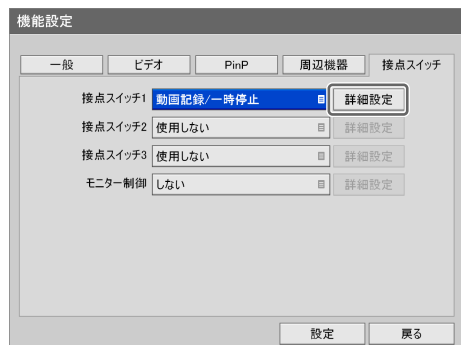 機能設定
一般 ビデオ PinP 周辺機器 接点スイッチ
接点スイッチ1 動画記録/一時停止 詳細設定
接点スイッチ2 使用しない 詳細設定
接点スイッチ3 使用しない 詳細設定
モニター制御 しない 詳細設定
設定 戻る